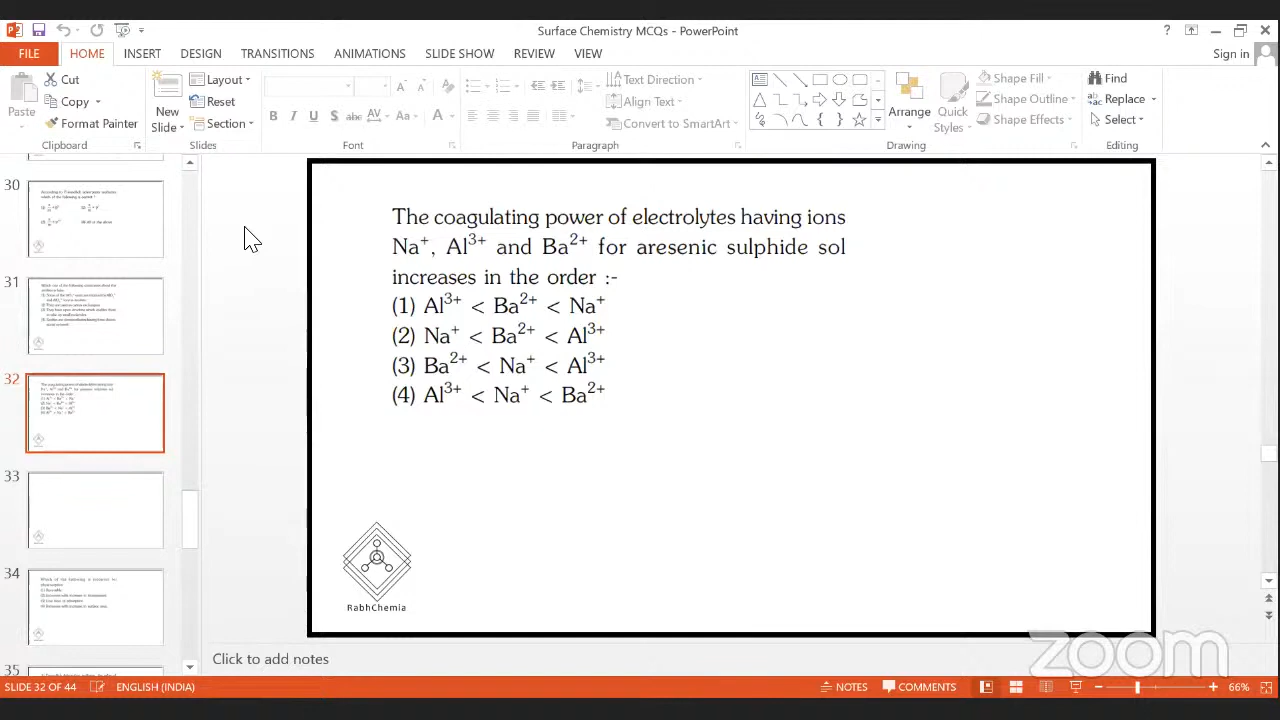 Surface Chemistry MCQs - PowerPoint
?
Sign in
FILE HOME INSERT DESIGN TRANSITIONS ANIMATIONS SLIDE SHOW REVIEW VIEW
Paste
Cut
Copy
Format Painter
Clipboard
New Slide
Layout
Reset
Section
Slides
B I U S abc AV Aa A
Font
Text Direction
Align Text
Convert to SmartArt
Paragraph
Arrange
Quick Styles
Shape Fill
Shape Outline
Shape Effects
Drawing
Find
Replace
Select
Editing
30
31
32
33
34
35
The coagulating power of electrolytes having ions
Na⁺, Al³⁺ and Ba²⁺ for aresenic sulphide sol
increases in the order :-
(1) Al³⁺ < Ba²⁺ < Na⁺
(2) Na⁺ < Ba²⁺ < Al³⁺
(3) Ba²⁺ < Na⁺ < Al³⁺
(4) Al³⁺ < Na⁺ < Ba²⁺
RabhChemia
Click to add notes
zoom
SLIDE 32 OF 44 ENGLISH (INDIA) NOTES COMMENTS 66%